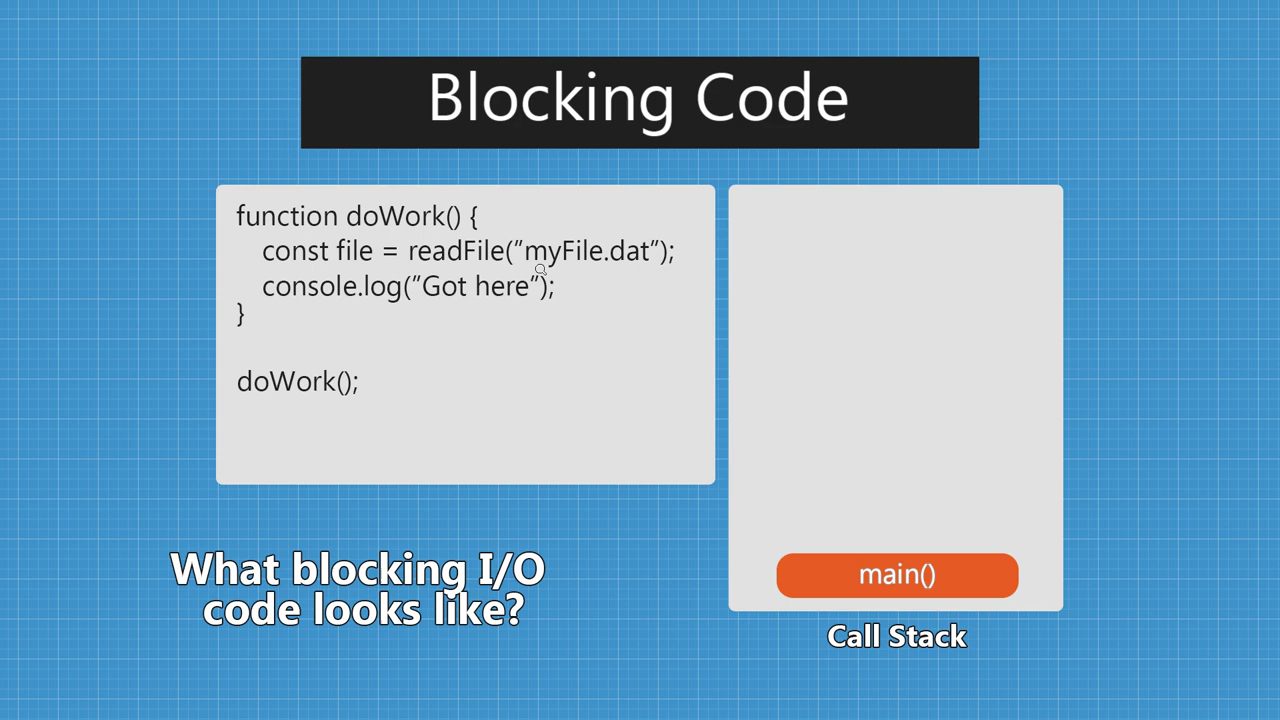 Blocking Code
function doWork() {
const file = readFile("myFile.dat");
console.log("Got here");
}
doWork();
What blocking I/O
code looks like?
main()
Call Stack